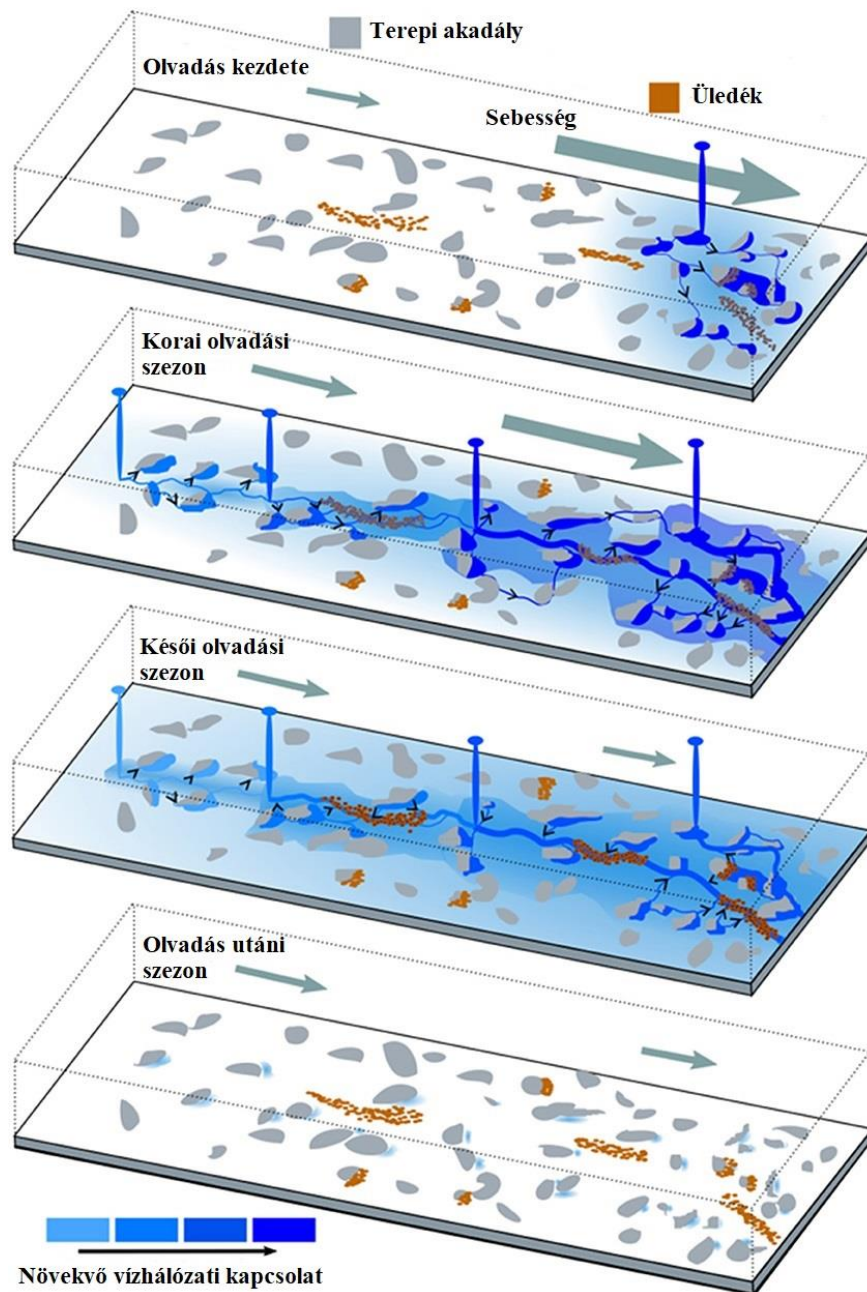 Terepi akadály
Olvadás kezdete
Üledék
Sebesség
Korai olvadási
szezon
Késői olvadási
szezon
Olvadás utáni
szezon
Növekvő vízhálózati kapcsolat